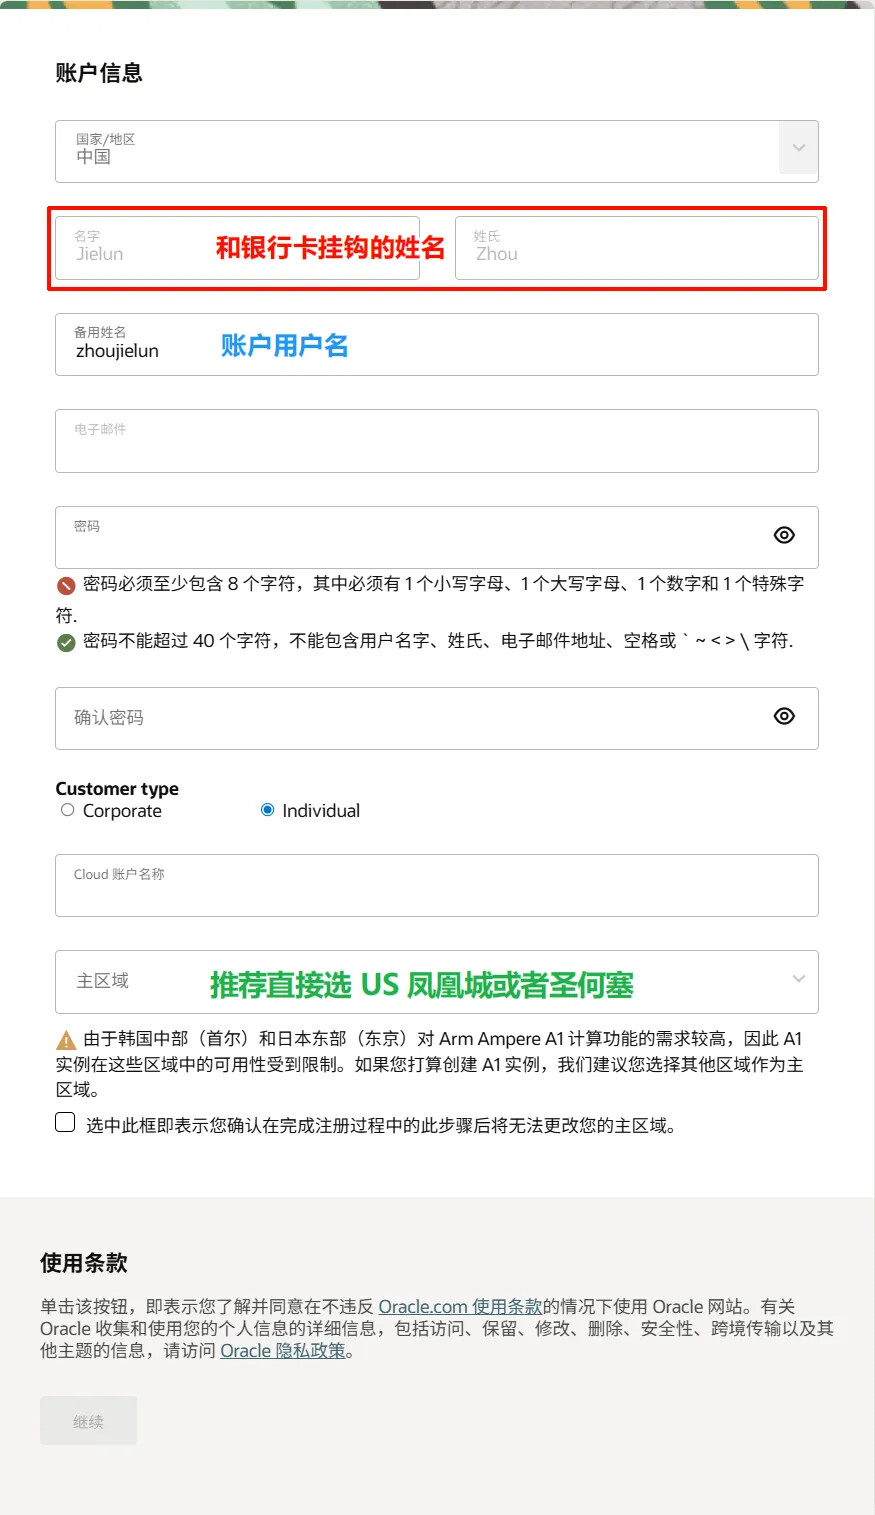 账户信息
国家/地区
中国
名字
Jielun
和银行卡挂钩的姓名
姓氏
Zhou
备用姓名
zhoujielun
账户用户名
电子邮件
密码
密码必须至少包含 8 个字符，其中必须有 1 个小写字母、1 个大写字母、1 个数字和 1 个特殊字
符.
密码不能超过 40 个字符，不能包含用户名字、姓氏、电子邮件地址、空格或 ` ~ < > \ 字符.
确认密码
Customer type
Corporate
Individual
Cloud 账户名称
主区域
推荐直接选 US 凤凰城或者圣何塞
由于韩国中部（首尔）和日本东部（东京）对 Arm Ampere A1 计算功能的需求较高，因此 A1
实例在这些区域中的可用性受到限制。如果您打算创建 A1 实例，我们建议您选择其他区域作为主
区域。
选中此框即表示您确认在完成注册过程中的此步骤后将无法更改您的主区域。
使用条款
单击该按钮，即表示您了解并同意在不违反 Oracle.com 使用条款的情况下使用 Oracle 网站。有关
Oracle 收集和使用您的个人信息的详细信息，包括访问、保留、修改、删除、安全性、跨境传输以及其
他主题的信息，请访问 Oracle 隐私政策。
继续